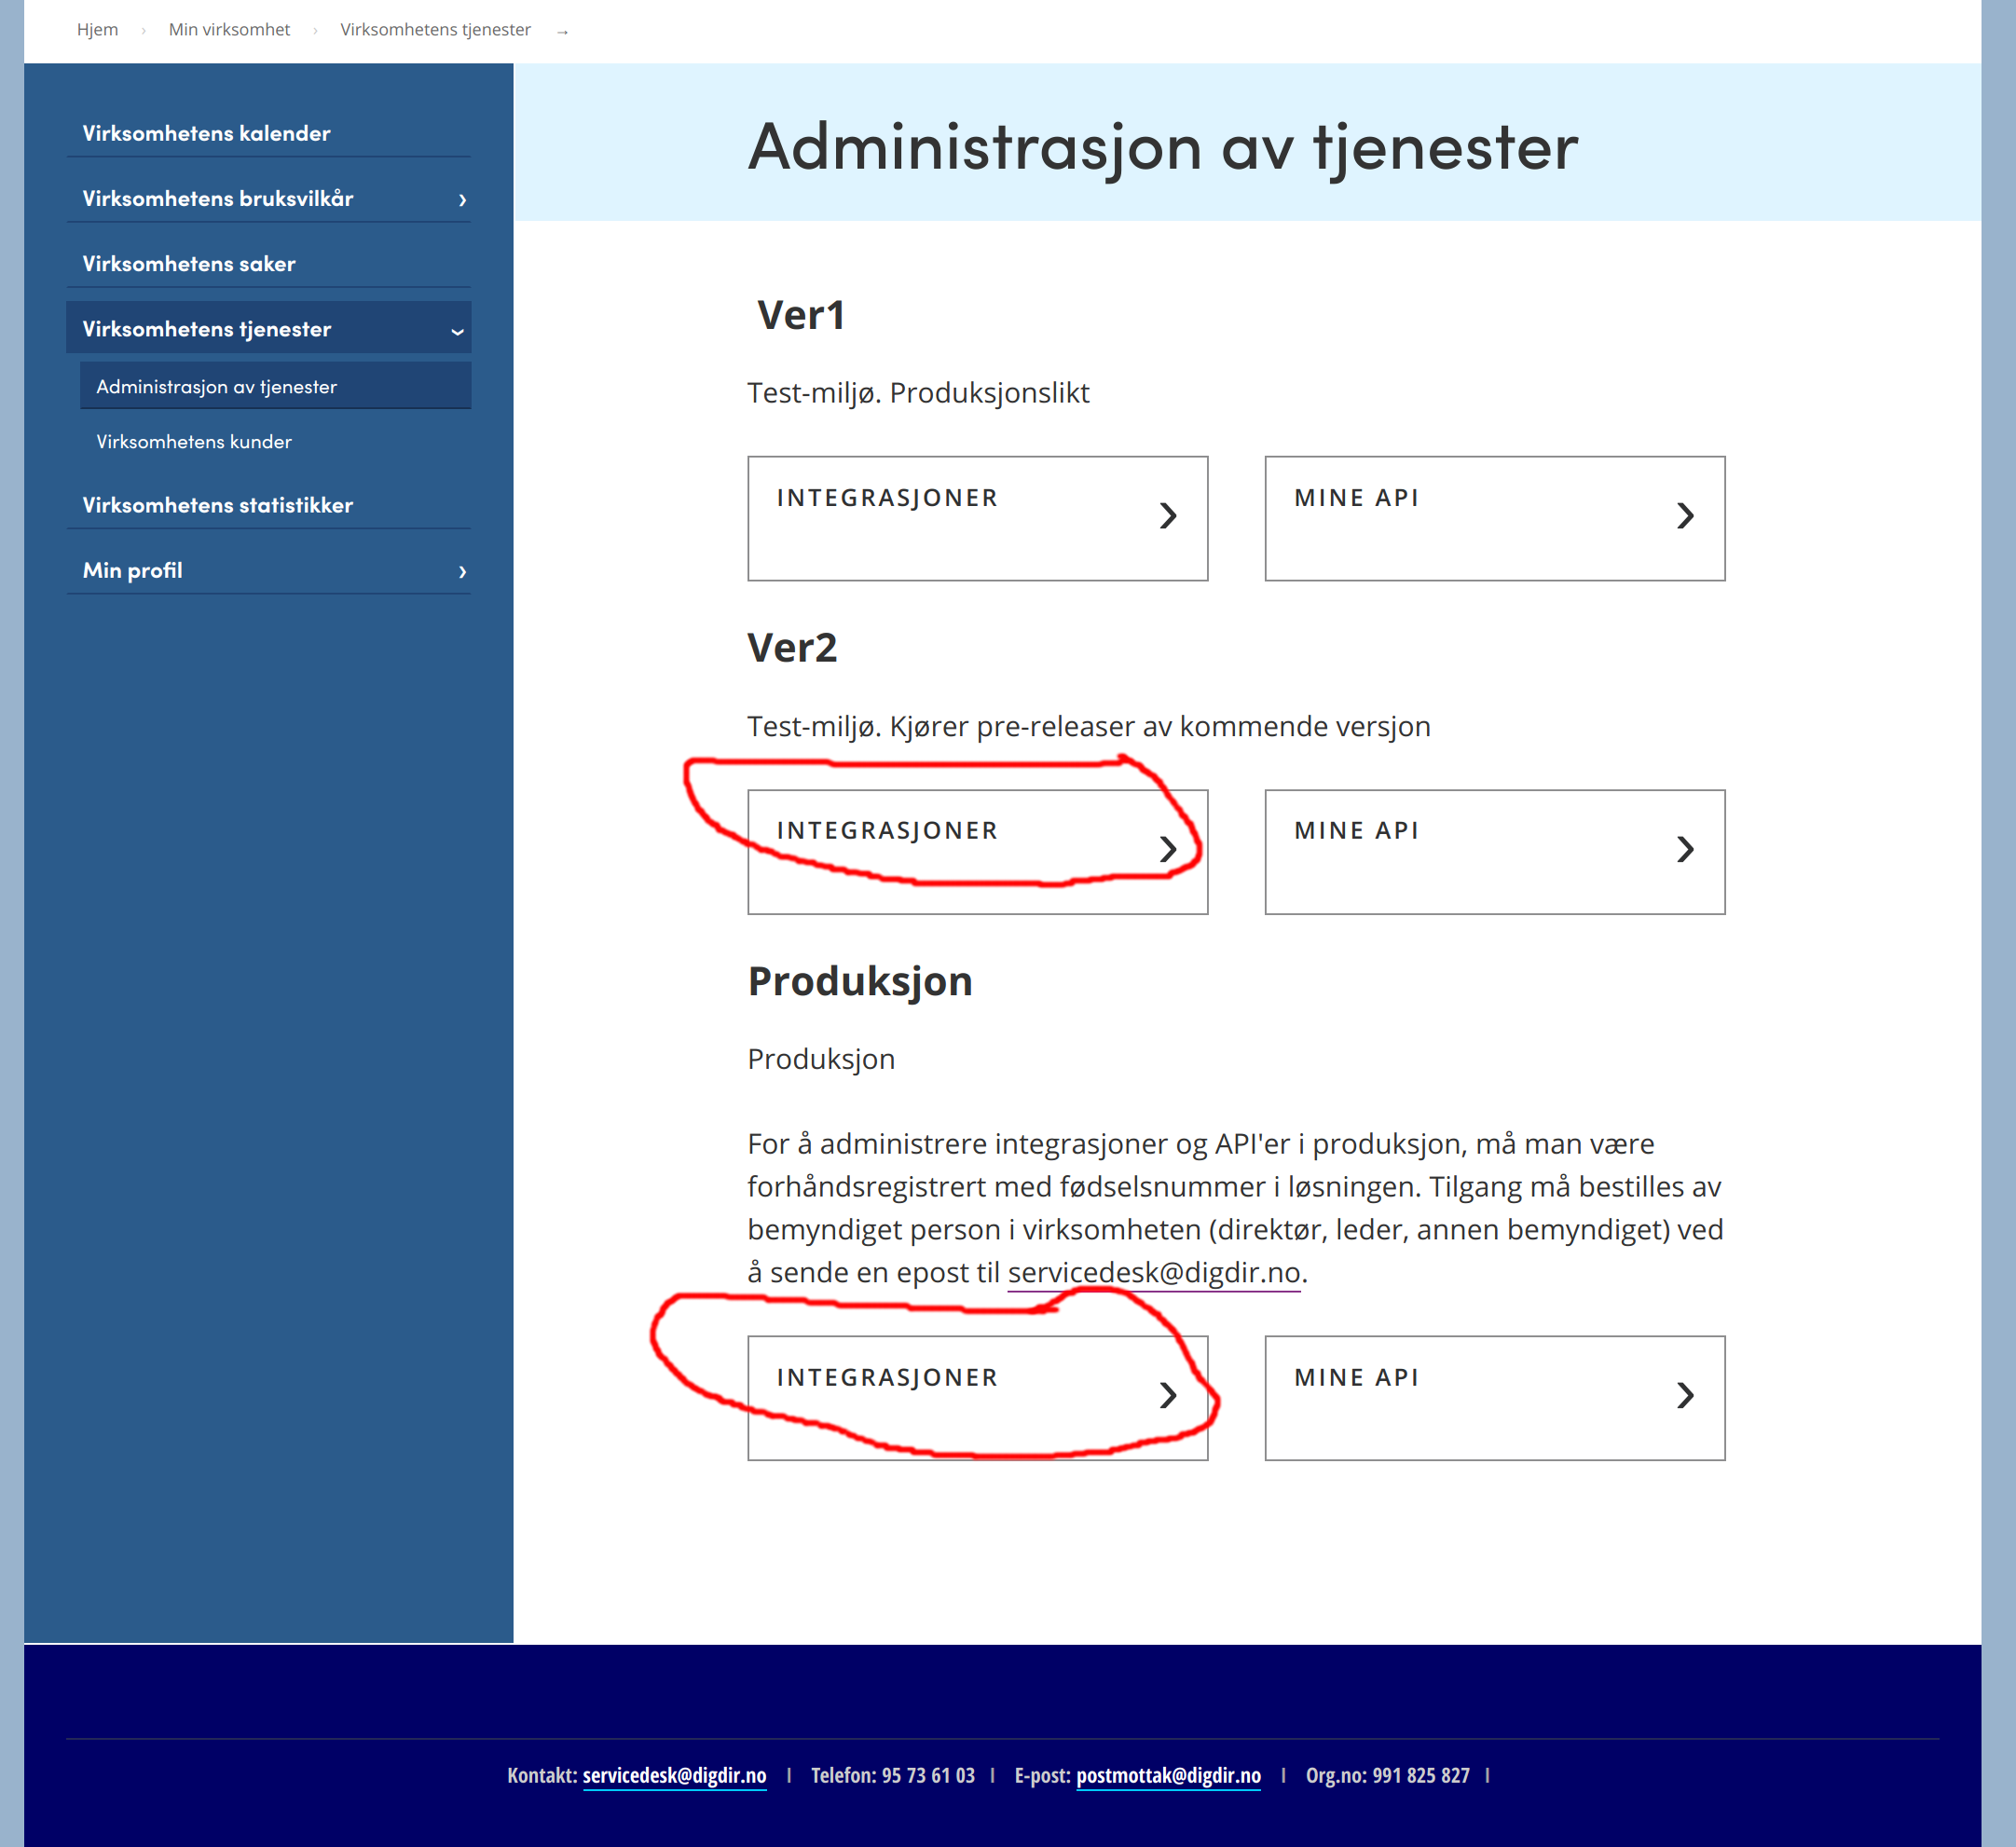 Hjem › Min virksomhet › Virksomhetens tjenester →
Virksomhetens kalender
Virksomhetens bruksvilkår
Virksomhetens saker
Virksomhetens tjenester
Administrasjon av tjenester
Virksomhetens kunder
Virksomhetens statistikker
Min profil
Administrasjon av tjenester
Ver1
Test-miljø. Produksjonslikt
INTEGRASJONER
MINE API
Ver2
Test-miljø. Kjører pre-releaser av kommende versjon
INTEGRASJONER
MINE API
Produksjon
Produksjon
For å administrere integrasjoner og API'er i produksjon, må man være
forhåndsregistrert med fødselsnummer i løsningen. Tilgang må bestilles av
bemyndiget person i virksomheten (direktør, leder, annen bemyndiget) ved
å sende en epost til servicedesk@digdir.no.
INTEGRASJONER
MINE API
Kontakt: servicedesk@digdir.no | Telefon: 95 73 61 03 | E-post: postmottak@digdir.no | Org.no: 991 825 827 |